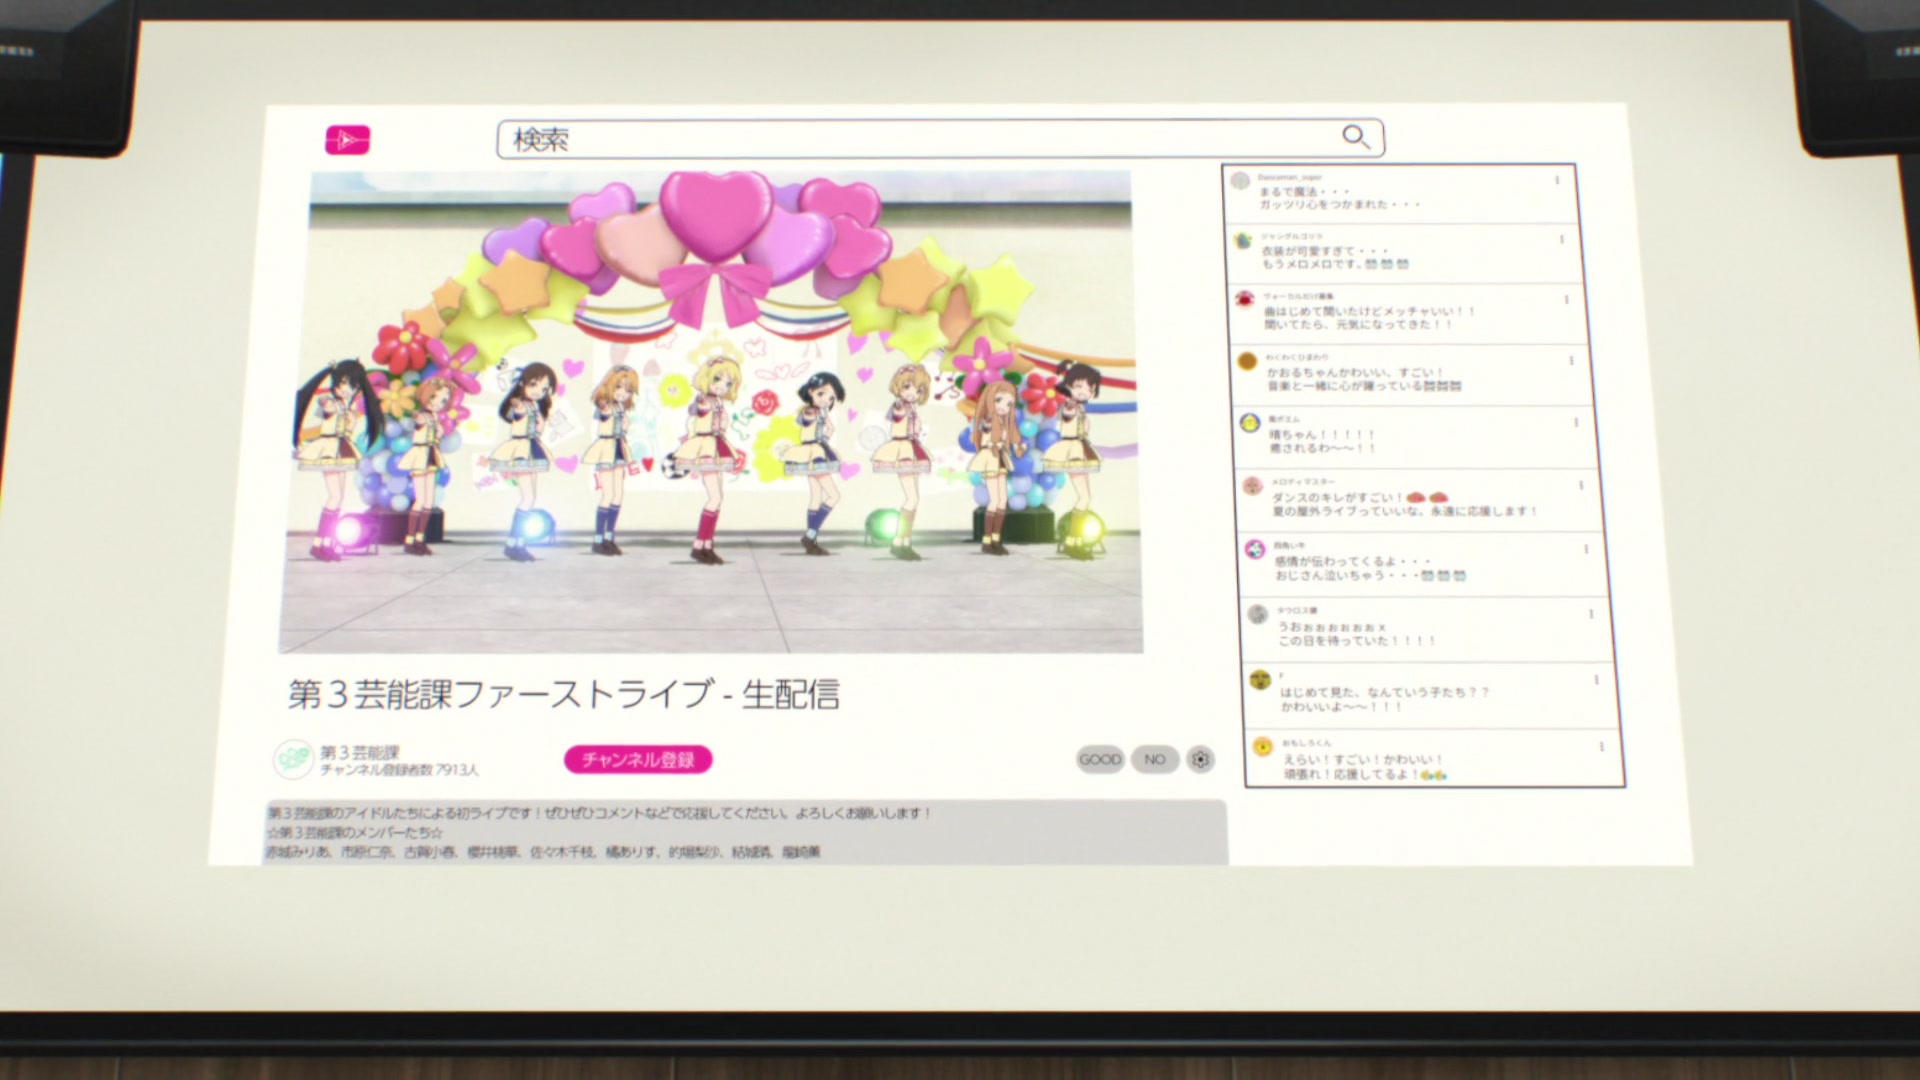 検索
第３芸能課ファーストライブ - 生配信
第３芸能課
チャンネル登録者数 7913人
チャンネル登録
GOOD
NO
第３芸能課のアイドルたちによる初ライブです！ぜひぜひコメントなどで応援してください。よろしくお願いします！
☆第３芸能課のメンバーたち☆
赤城みりあ、市原仁奈、古賀小春、櫻井桃華、佐々木千枝、橘ありす、的場梨沙、結城晴、龍崎薫
Danceman_super
まるで魔法・・・
ガッツリ心をつかまれた・・・
ジャングルゴリラ
衣装が可愛すぎて・・・
もうメロメロです。
ヴォーカルだけ募集
曲はじめて聞いたけどメッチャいい！！
聞いてたら、元気になってきた！！
わくわくひまわり
かおるちゃんかわいい、すごい！
音楽と一緒に心が躍っている
風ポエム
晴ちゃん！！！！！
癒されるわ～～！！
メロディマスター
ダンスのキレがすごい！
夏の屋外ライブっていいな。永遠に応援します！
感情が伝わってくるよ・・・
おじさん泣いちゃう・・・
うおぉぉぉぉぉぉｘ
この日を待っていた！！！！
F
はじめて見た、なんていう子たち？？
かわいいよ～～！！！
おもしろくん
えらい！すごい！かわいい！
頑張れ！応援してるよ！